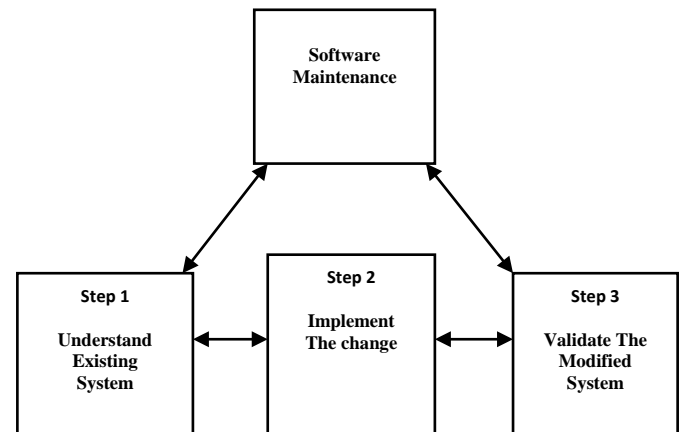 Software
Maintenance
Step 1
Understand
Existing
System
Step 2
Implement
The change
Step 3
Validate The
Modified
System